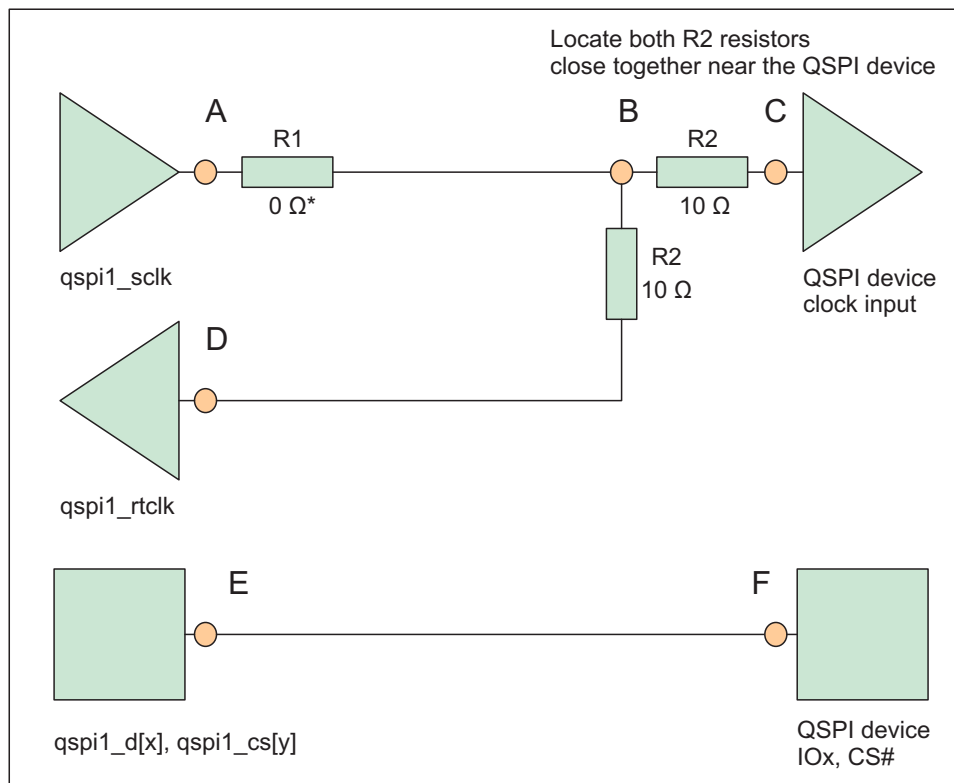 Locate both R2 resistors
close together near the QSPI device
A
R1
0 Ω*
B
R2
10 Ω
C
qspi1_sclk
R2
10 Ω
QSPI device
clock input
D
qspi1_rtclk
E
F
qspi1_d[x], qspi1_cs[y]
QSPI device
IOx, CS#